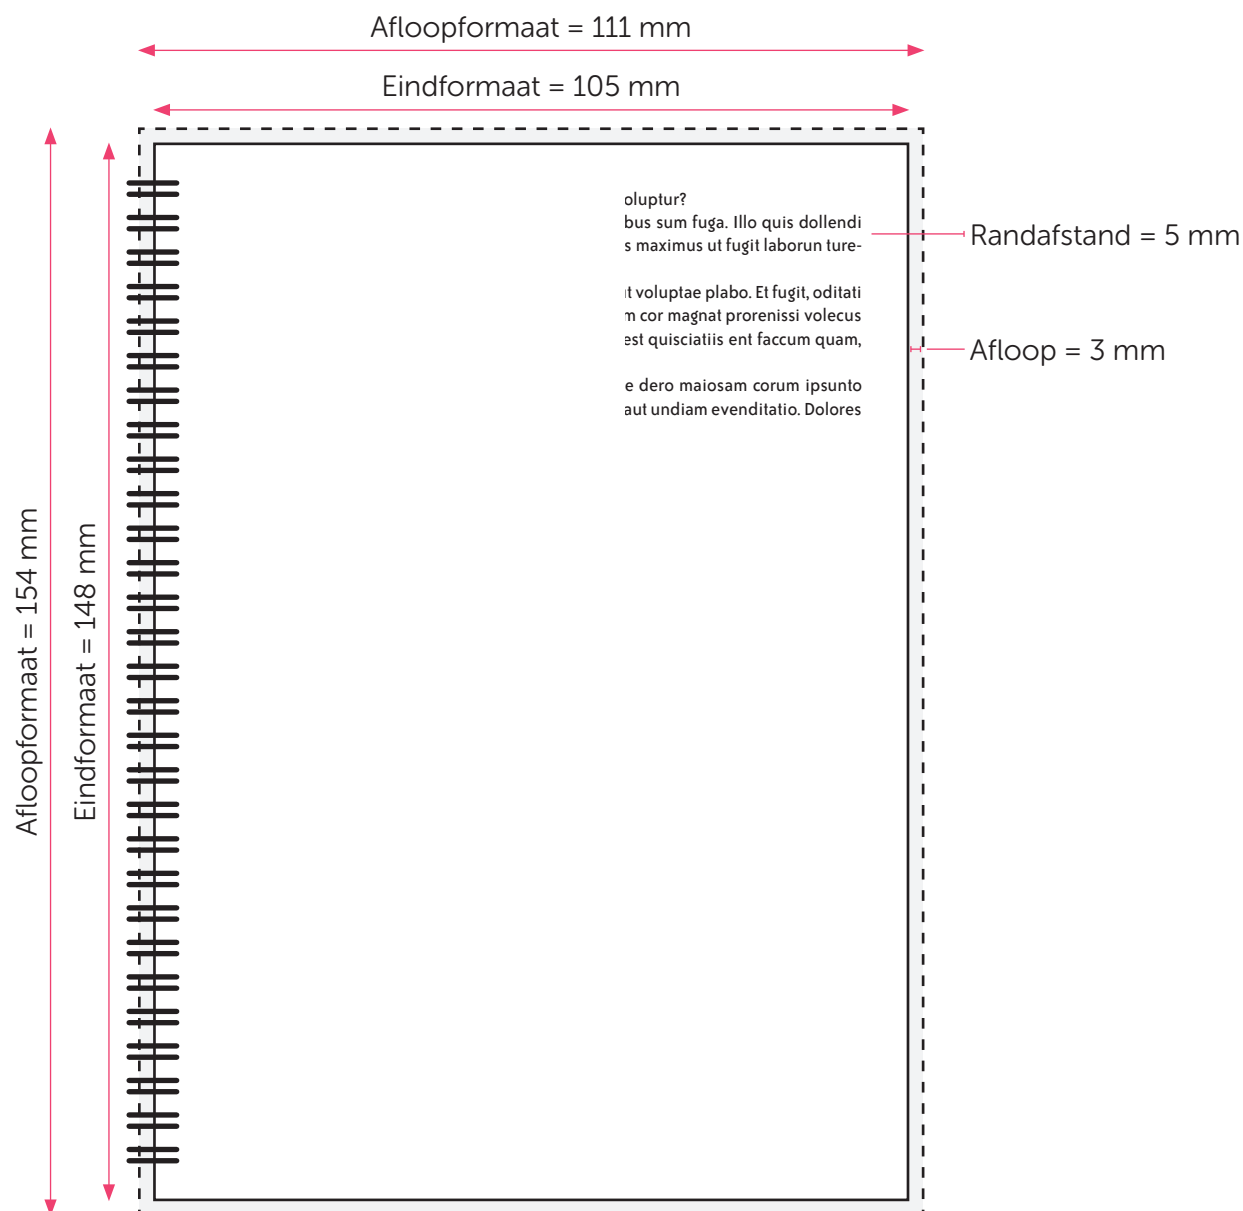 Afloopformaat = 111 mm
Eindformaat = 105 mm
Afloopformaat = 154 mm
Eindformaat = 148 mm
oluptur?
bus sum fuga. Illo quis dollendi
s maximus ut fugit laborun ture-
t voluptae plabo. Et fugit, oditati
m cor magnat prorenissi volecus
est quisciatiis ent faccum quam,
e dero maiosam corum ipsunto
aut undiam evenditatio. Dolores
Randafstand = 5 mm
Afloop = 3 mm